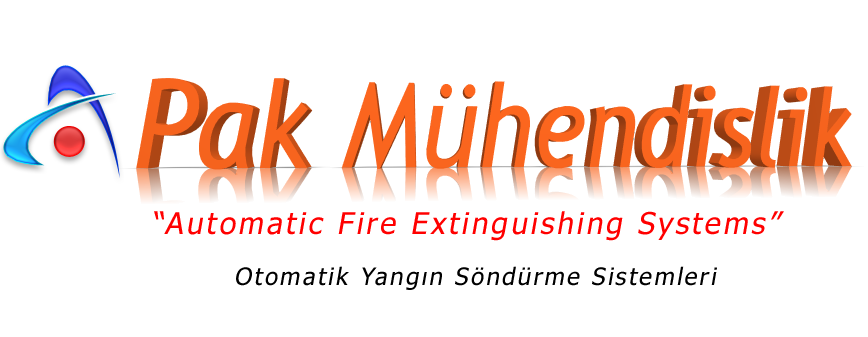 Pak Mühendislik
“Automatic Fire Extinguishing Systems”
Otomatik Yangın Söndürme Sistemleri